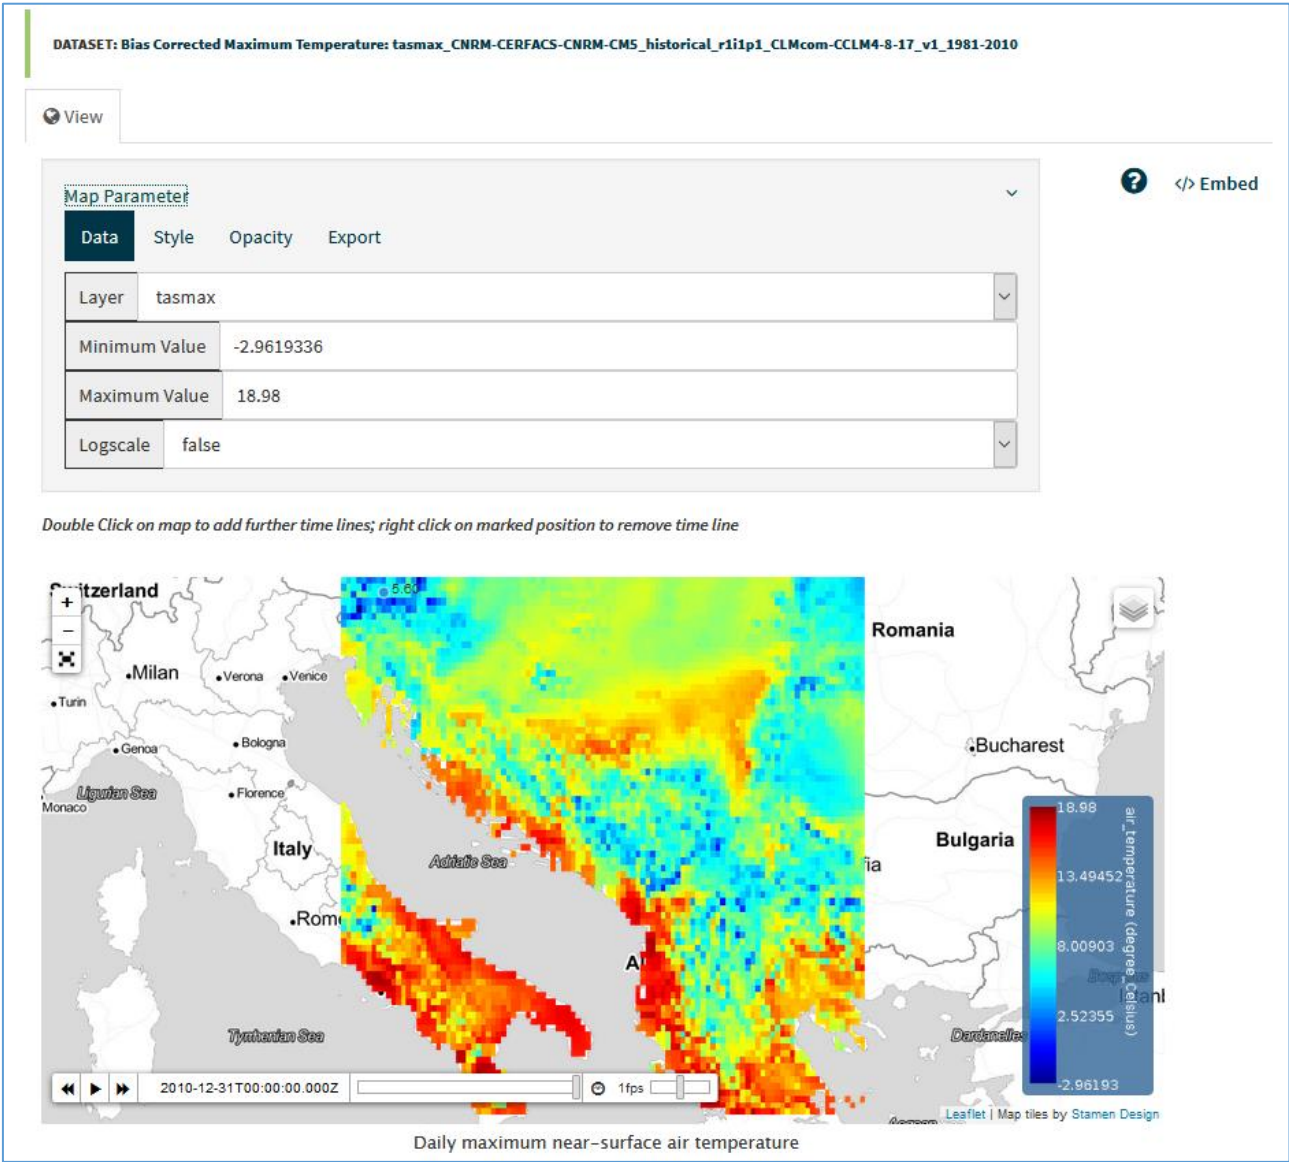 DATASET: Bias Corrected Maximum Temperature: tasmax_CNRM-CERFACS-CNRM-CM5_historical_r1i1p1_CLMcom-CCLM4-8-17_v1_1981-2010
View
Map Parameter
</> Embed
Data Style Opacity Export
Layer tasmax
Minimum Value -2.9619336
Maximum Value 18.98
Logscale false
Double Click on map to add further time lines; right click on marked position to remove time line
+
5.60
−
Romania
Milan
Verona
Venice
Turin
Genoa
Bologna
Bucharest
Ligurian Sea
Florence
Monaco
18.98
Italy
Adriatic Sea
Bulgaria
air_temperature (degree_Celsius)
13.49452
8.00903
2.52355
-2.96193
Tyrrhenian Sea
Dardanelles
2010-12-31T00:00:00.000Z
1fps
Leaflet | Map tiles by Stamen Design
Daily maximum near-surface air temperature